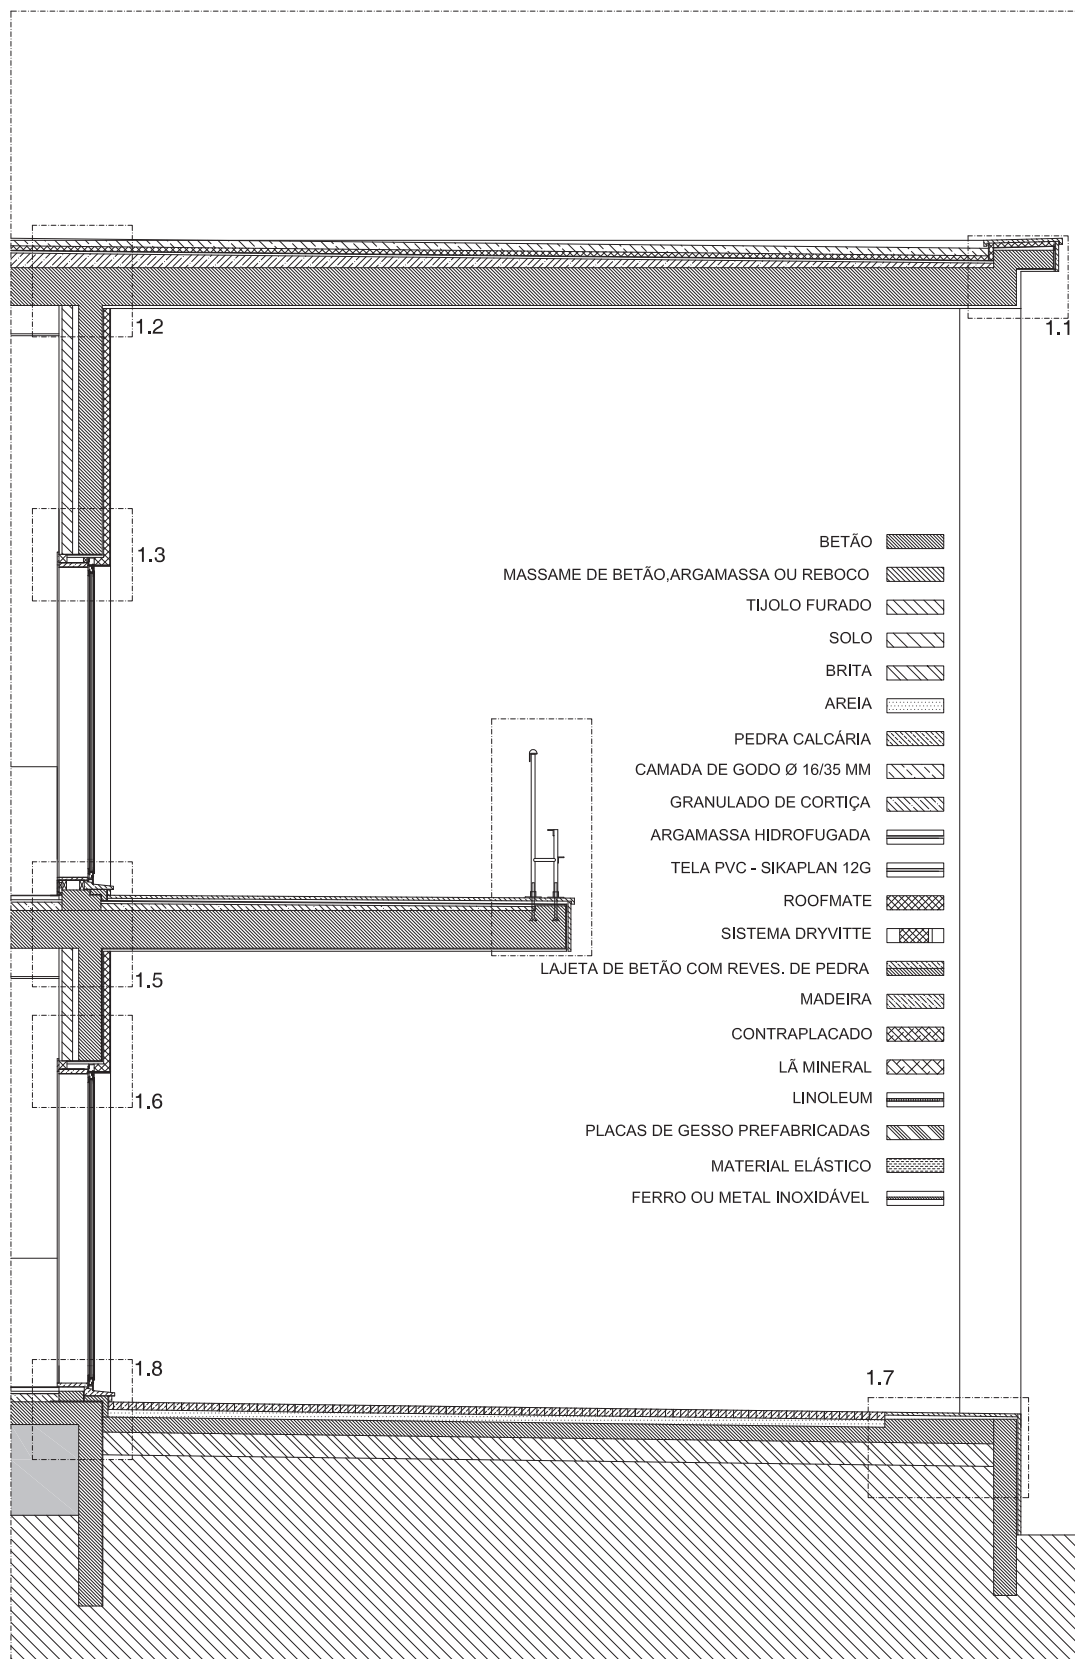 1.2
1.1
1.3
BETÃO
MASSAME DE BETÃO,ARGAMASSA OU REBOCO
TIJOLO FURADO
SOLO
BRITA
AREIA
PEDRA CALCÁRIA
CAMADA DE GODO Ø 16/35 MM
GRANULADO DE CORTIÇA
ARGAMASSA HIDROFUGADA
TELA PVC - SIKAPLAN 12G
ROOFMATE
SISTEMA DRYVITTE
LAJETA DE BETÃO COM REVES. DE PEDRA
1.5
MADEIRA
CONTRAPLACADO
LÃ MINERAL
1.6
LINOLEUM
PLACAS DE GESSO PREFABRICADAS
MATERIAL ELÁSTICO
FERRO OU METAL INOXIDÁVEL
1.8
1.7